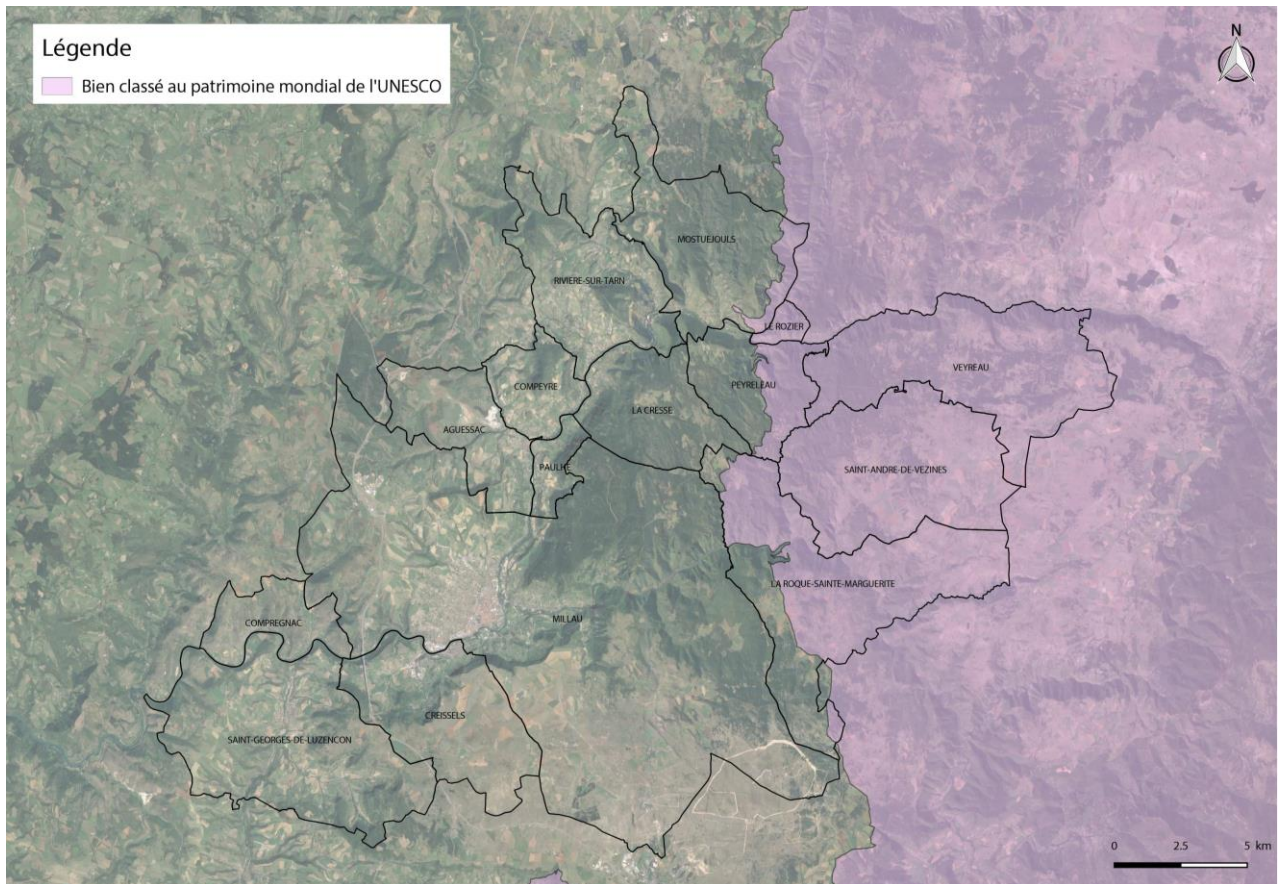 Légende
Bien classé au patrimoine mondial de l'UNESCO
N
MOSTUEJOULS
RIVIERE-SUR-TARN
LE ROZIER
VEYREAU
COMPEYRE
PEYRELEAU
LA CRESSE
AGUESSAC
PAULHE
SAINT-ANDRE-DE-VEZINES
LA ROQUE-SAINTE-MARGUERITE
COMPREGNAC
MILLAU
CREISSELS
SAINT-GEORGES-DE-LUZENCON
0 2.5 5 km